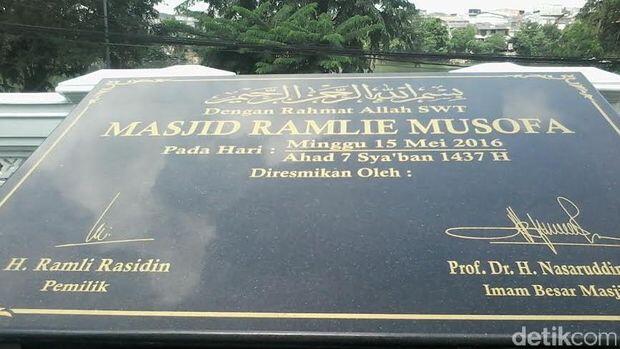 بسم الله الرحمن الرحيم
Dengan Rahmat Allah SWT
MASJID RAMLIE MUSOFA
Pada Hari : Minggu 15 Mei 2016
Ahad 7 Sya'ban 1437 H
Diresmikan Oleh :
H. Ramli Rasidin
Pemilik
Prof. Dr. H. Nasaruddin
Imam Besar Masji
detikcom